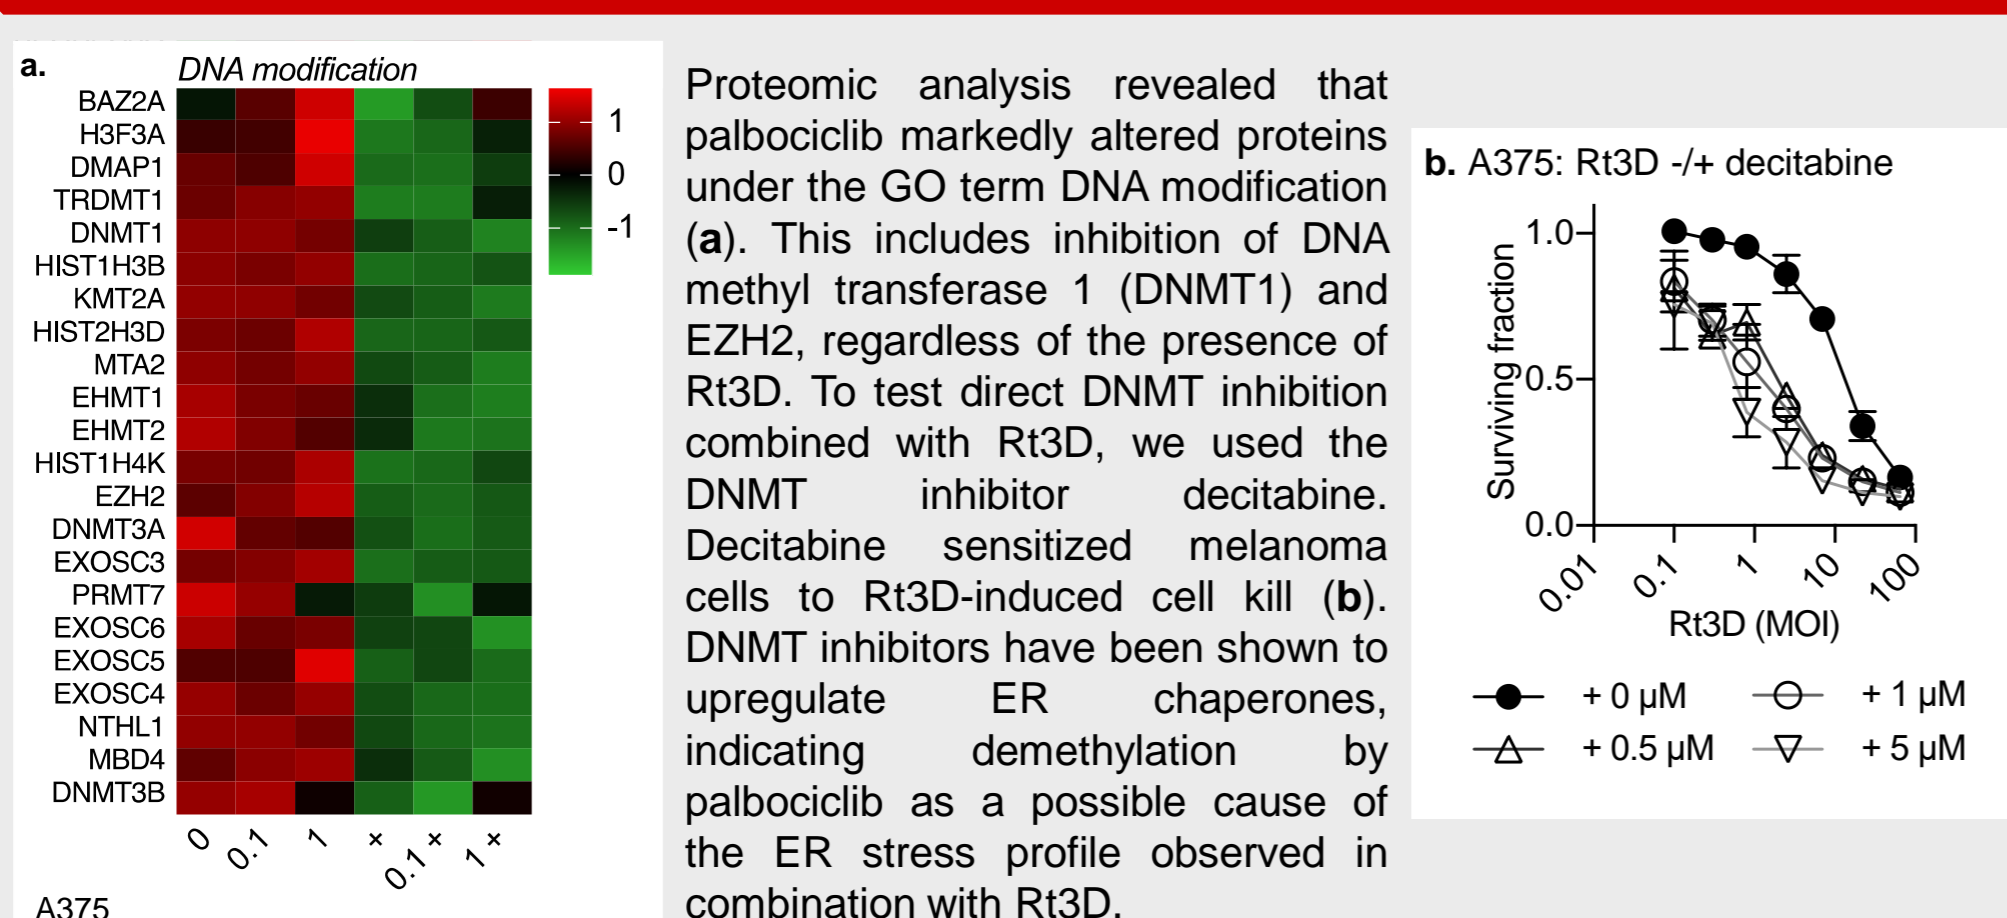 a.
DNA modification
BAZ2A
H3F3A
DMAP1
TRDMT1
DNMT1
HIST1H3B
KMT2A
HIST2H3D
MTA2
EHMT1
EHMT2
HIST1H4K
EZH2
DNMT3A
EXOSC3
PRMT7
EXOSC6
EXOSC5
EXOSC4
NTHL1
MBD4
DNMT3B
0 0.1 1 + 0.1 + 1 +
1
0
-1
A375
Proteomic analysis revealed that
palbociclib markedly altered proteins
under the GO term DNA modification
(a). This includes inhibition of DNA
methyl transferase 1 (DNMT1) and
EZH2, regardless of the presence of
Rt3D. To test direct DNMT inhibition
combined with Rt3D, we used the
DNMT inhibitor decitabine.
Decitabine sensitized melanoma
cells to Rt3D-induced cell kill (b).
DNMT inhibitors have been shown to
upregulate ER chaperones,
indicating demethylation by
palbociclib as a possible cause of
the ER stress profile observed in
combination with Rt3D.
b. A375: Rt3D -/+ decitabine
Surviving fraction
1.0
0.5
0.0
0.01 0.1 1 10 100
Rt3D (MOI)
+ 0 µM + 1 µM
+ 0.5 µM + 5 µM